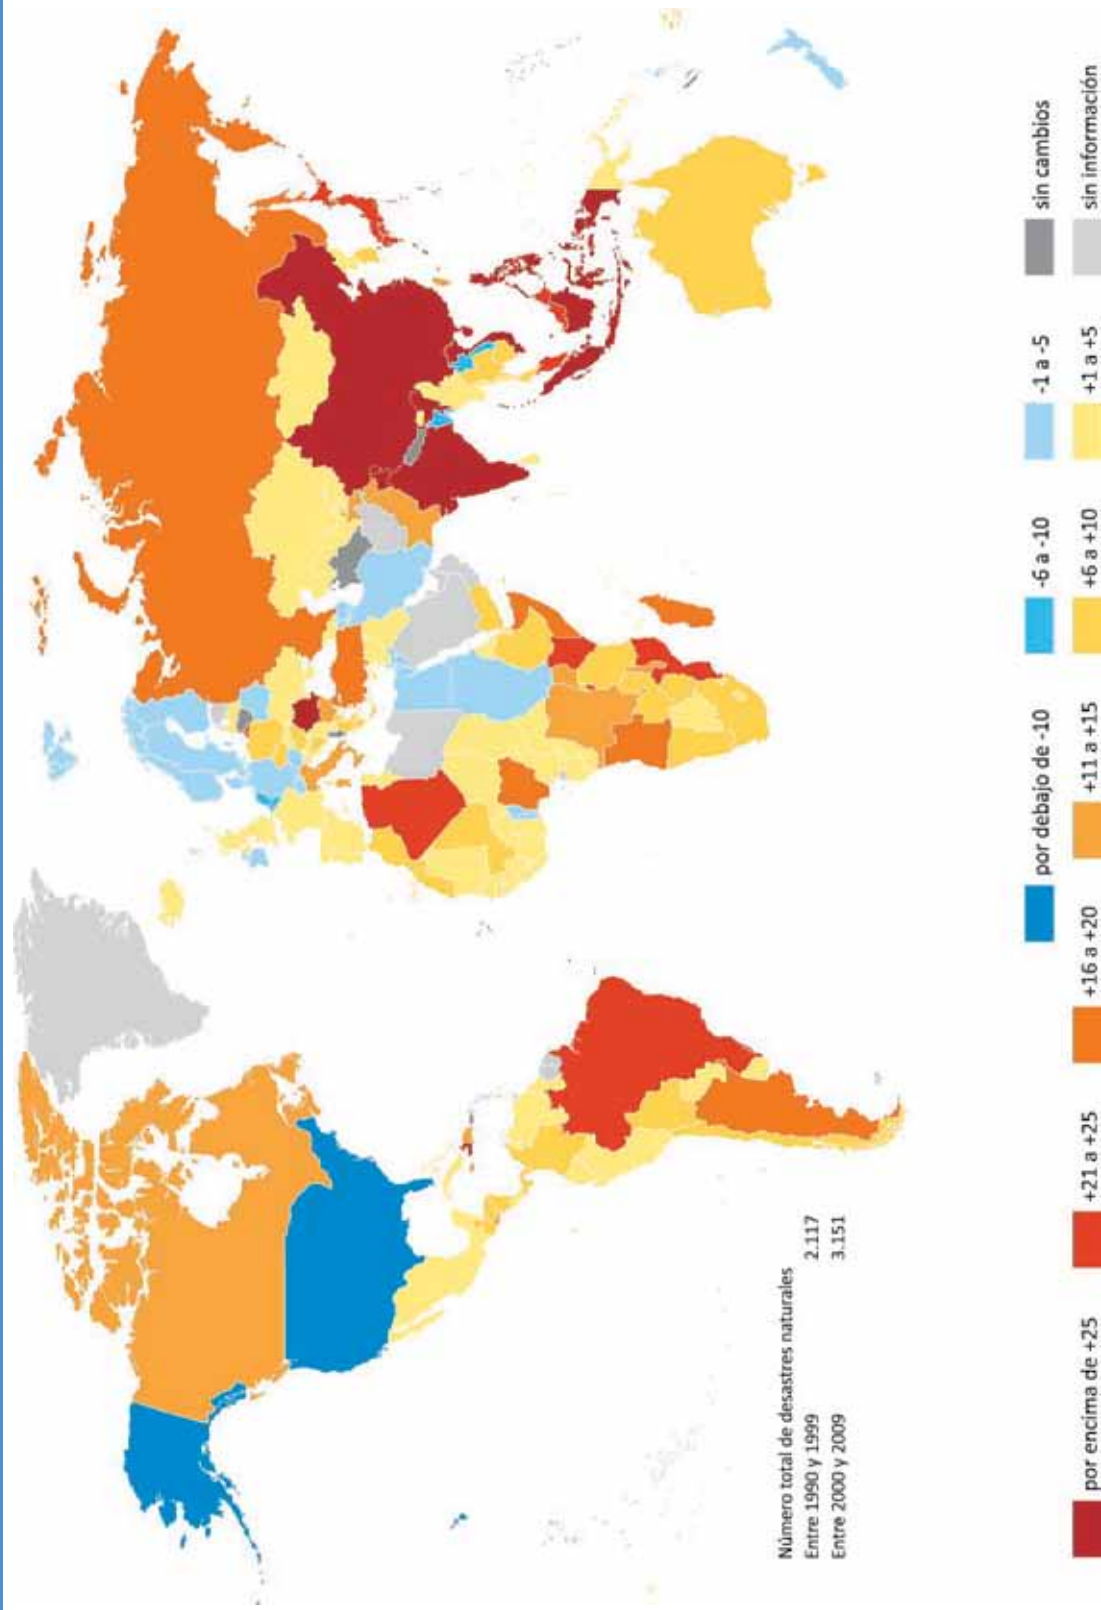 Número total de desastres naturales
Entre 1990 y 1999 2.117
Entre 2000 y 2009 3.151
por debajo de -10 -6 a -10 -1 a -5 sin cambios
por encima de +25 +21 a +25 +16 a +20 +11 a +15 +6 a +10 +1 a +5 sin información